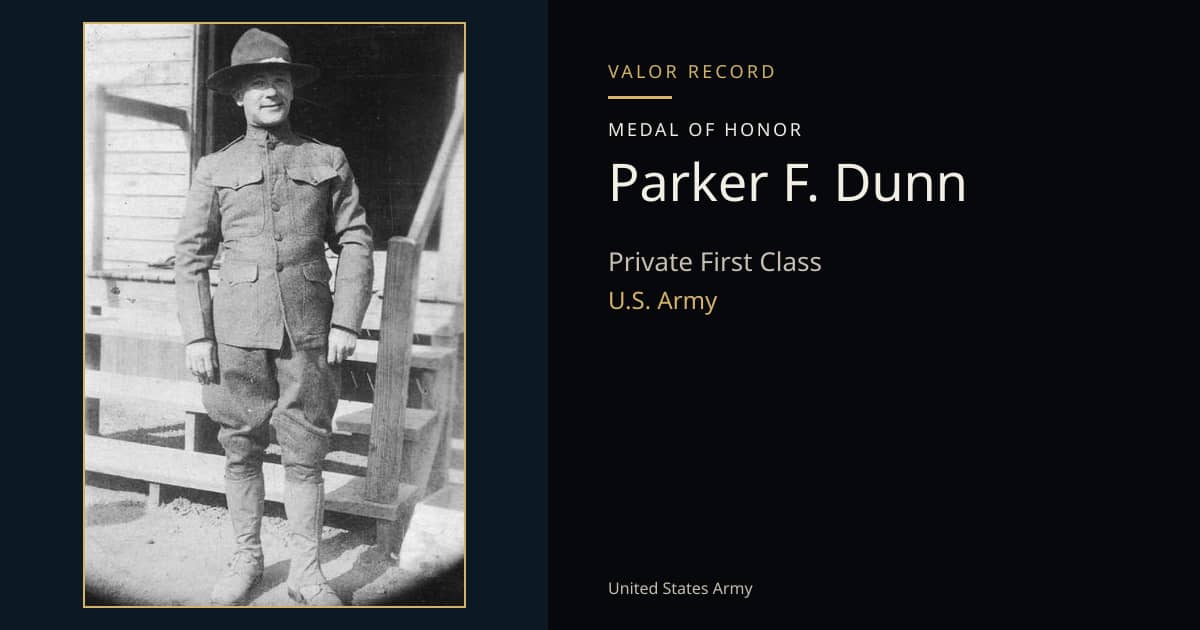 VALOR RECORD
MEDAL OF HONOR
Parker F. Dunn
Private First Class
U.S. Army
United States Army